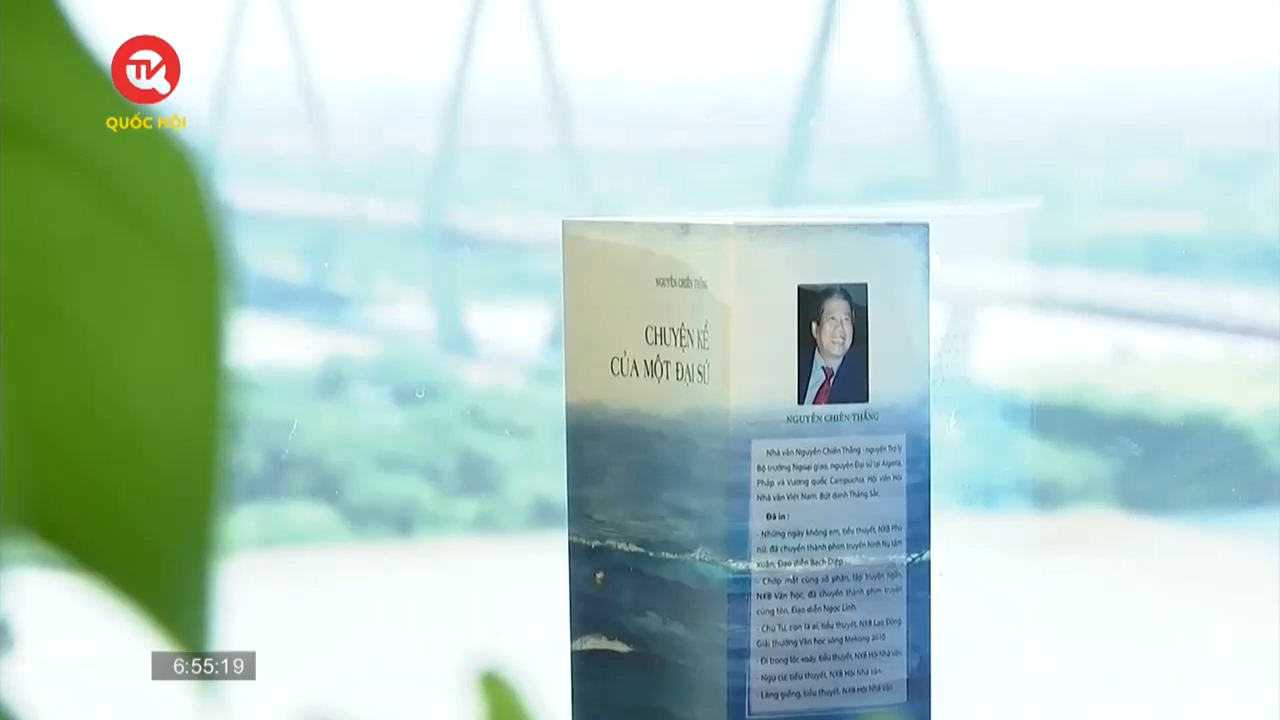 TVQ
QUỐC HỘI
NGUYỄN CHIẾN THẮNG
CHUYỆN KỂ
CỦA MỘT ĐẠI SỨ
NGUYỄN CHIẾN THẮNG
Nhà văn Nguyễn Chiến Thắng - nguyên Trợ lý
Bộ trưởng Ngoại giao, nguyên Đại sứ tại Algeria,
Pháp và Vương quốc Campuchia. Hội viên Hội
Nhà văn Việt Nam. Bút danh Thăng Sắc.
Đã in :
- Những ngày không em, tiểu thuyết, NXB Phụ
nữ, đã chuyển thành phim truyền hình Nụ tầm
xuân, Đạo diễn Bạch Diệp.
- Chớp mắt cùng số phận, tập truyện ngắn,
NXB Văn học, đã chuyển thành phim truyện
cùng tên, Đạo diễn Ngọc Linh.
- Chú Tư, con là ai, tiểu thuyết, NXB Lao Động
Giải thưởng Văn học sông Mekong 2010
- Đi trong lốc xoáy, tiểu thuyết, NXB Hội Nhà văn.
- Ngụ cư, tiểu thuyết, NXB Hội Nhà văn.
- Láng giềng, tiểu thuyết, NXB Hội Nhà văn
6:55:19